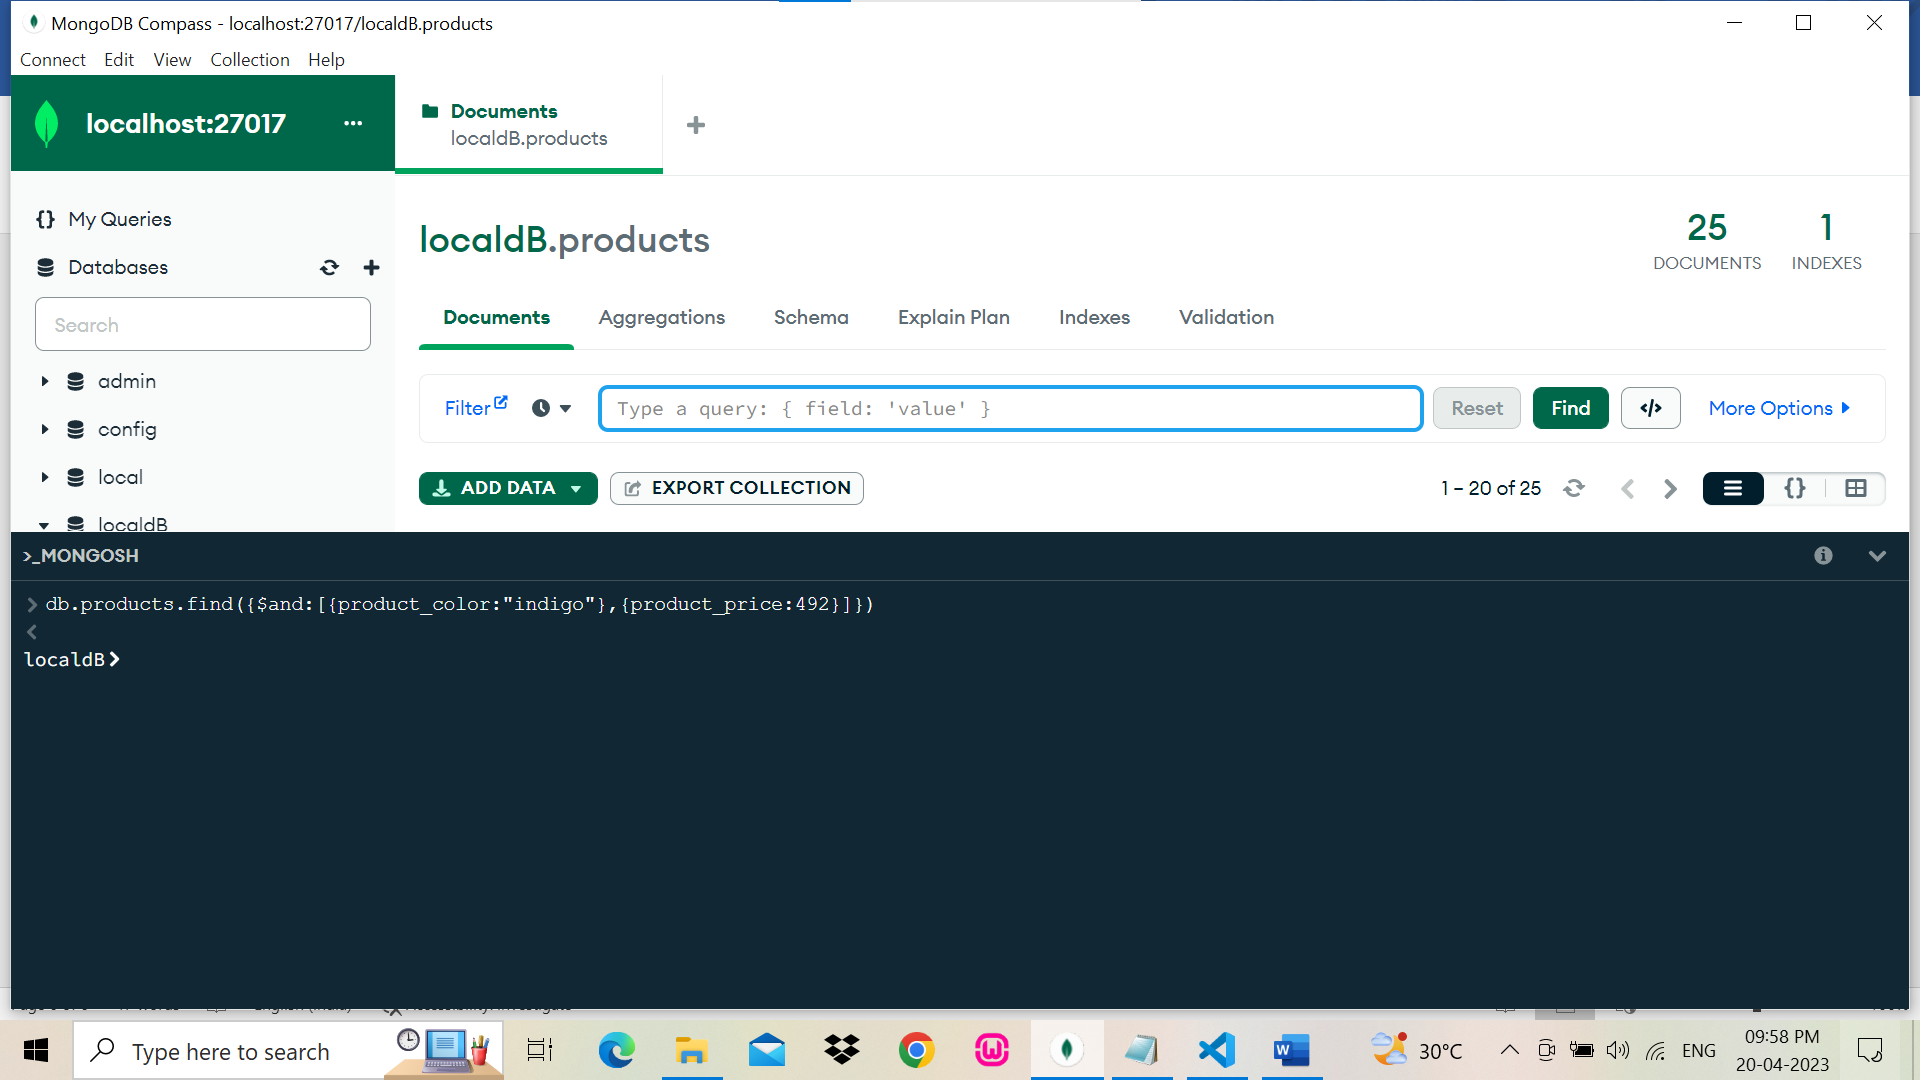 MongoDB Compass - localhost:27017/localdB.products
Connect Edit View Collection Help
localhost:27017 ...
Documents
localdB.products
My Queries
Databases
Search
admin
config
local
localdB
localdB.products
25
DOCUMENTS
1
INDEXES
Documents Aggregations Schema Explain Plan Indexes Validation
Filter Type a query: { field: 'value' } Reset Find </> More Options
ADD DATA EXPORT COLLECTION 1 – 20 of 25 {}
>_MONGOSH
db.products.find({$and:[{product_color:"indigo"},{product_price:492}]})
localdB>
Type here to search
30°C
ENG
09:58 PM
20-04-2023